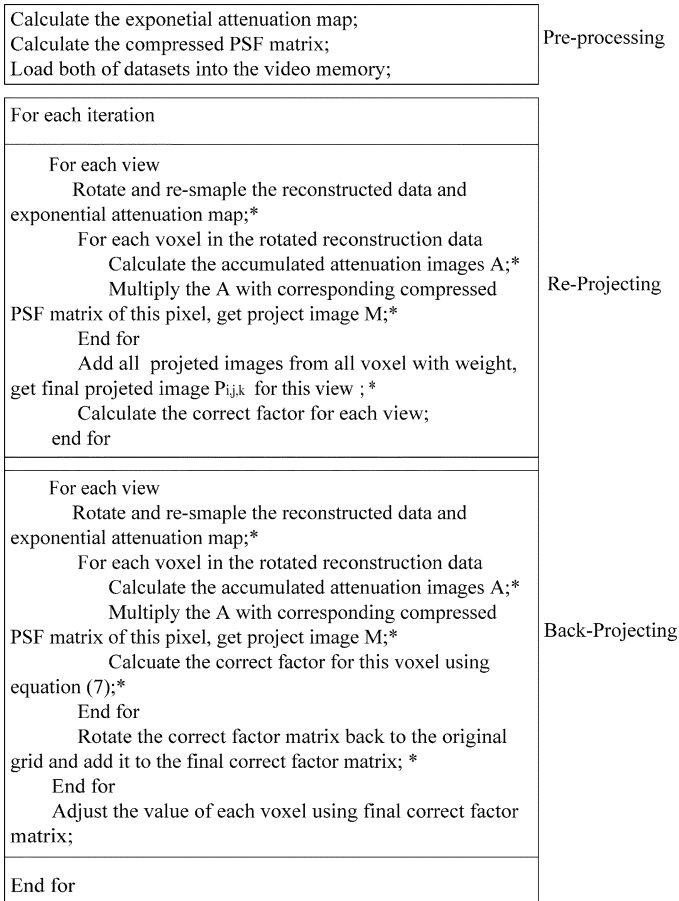 Calculate the exponetial attenuation map;
Calculate the compressed PSF matrix;
Load both of datasets into the video memory;
Pre-processing
For each iteration
For each view
Rotate and re-smaple the reconstructed data and
exponential attenuation map;*
For each voxel in the rotated reconstruction data
Calculate the accumulated attenuation images A;*
Multiply the A with corresponding compressed
PSF matrix of this pixel, get project image M;*
End for
Add all projeted images from all voxel with weight,
get final projeted image Pi,j,k for this view ; *
Calculate the correct factor for each view;
end for
Re-Projecting
For each view
Rotate and re-smaple the reconstructed data and
exponential attenuation map;*
For each voxel in the rotated reconstruction data
Calculate the accumulated attenuation images A;*
Multiply the A with corresponding compressed
PSF matrix of this pixel, get project image M;*
Calcuate the correct factor for this voxel using
equation (7);*
End for
Rotate the correct factor matrix back to the original
grid and add it to the final correct factor matrix; *
End for
Adjust the value of each voxel using final correct factor
matrix;
Back-Projecting
End for